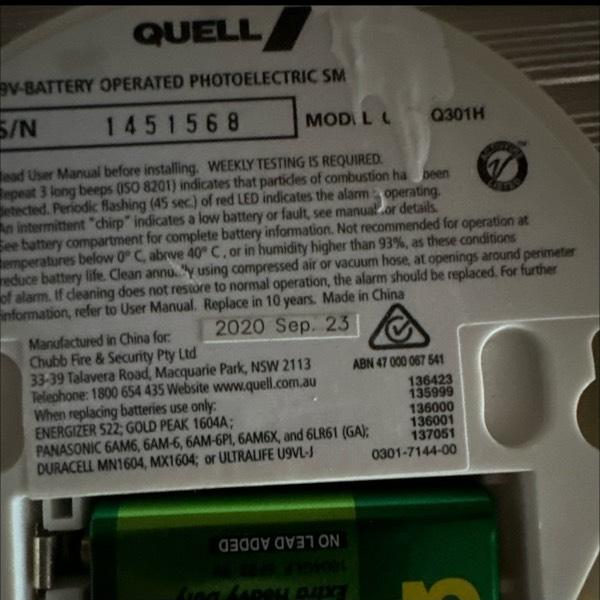 QUELL
9V-BATTERY OPERATED PHOTOELECTRIC SM
S/N 1451568 MODEL Q301H
Read User Manual before installing. WEEKLY TESTING IS REQUIRED.
Repeat 3 long beeps (ISO 8201) indicates that particles of combustion ha been
detected. Periodic flashing (45 sec.) of red LED indicates the alarm operating.
An intermittent "chirp" indicates a low battery or fault, see manual for details.
See battery compartment for complete battery information. Not recommended for operation at
temperatures below 0° C, above 40° C, or in humidity higher than 93%, as these conditions
reduce battery life. Clean annually using compressed air or vacuum hose, at openings around perimeter
of alarm. If cleaning does not restore to normal operation, the alarm should be replaced. For further
information, refer to User Manual. Replace in 10 years. Made in China
2020 Sep. 23
Manufactured in China for:
Chubb Fire & Security Pty Ltd
33-39 Talavera Road, Macquarie Park, NSW 2113
Telephone: 1800 654 435 Website www.quell.com.au
When replacing batteries use only:
ENERGIZER 522; GOLD PEAK 1604A;
PANASONIC 6AM6, 6AM-6, 6AM-6PI, 6AM6X, and 6LR61 (GA);
DURACELL MN1604, MX1604; or ULTRALIFE U9VL-J
ABN 47 000 067 541
136423
135999
136000
136001
137051
0301-7144-00
NO LEAD ADDED
Extra Heavy Duty